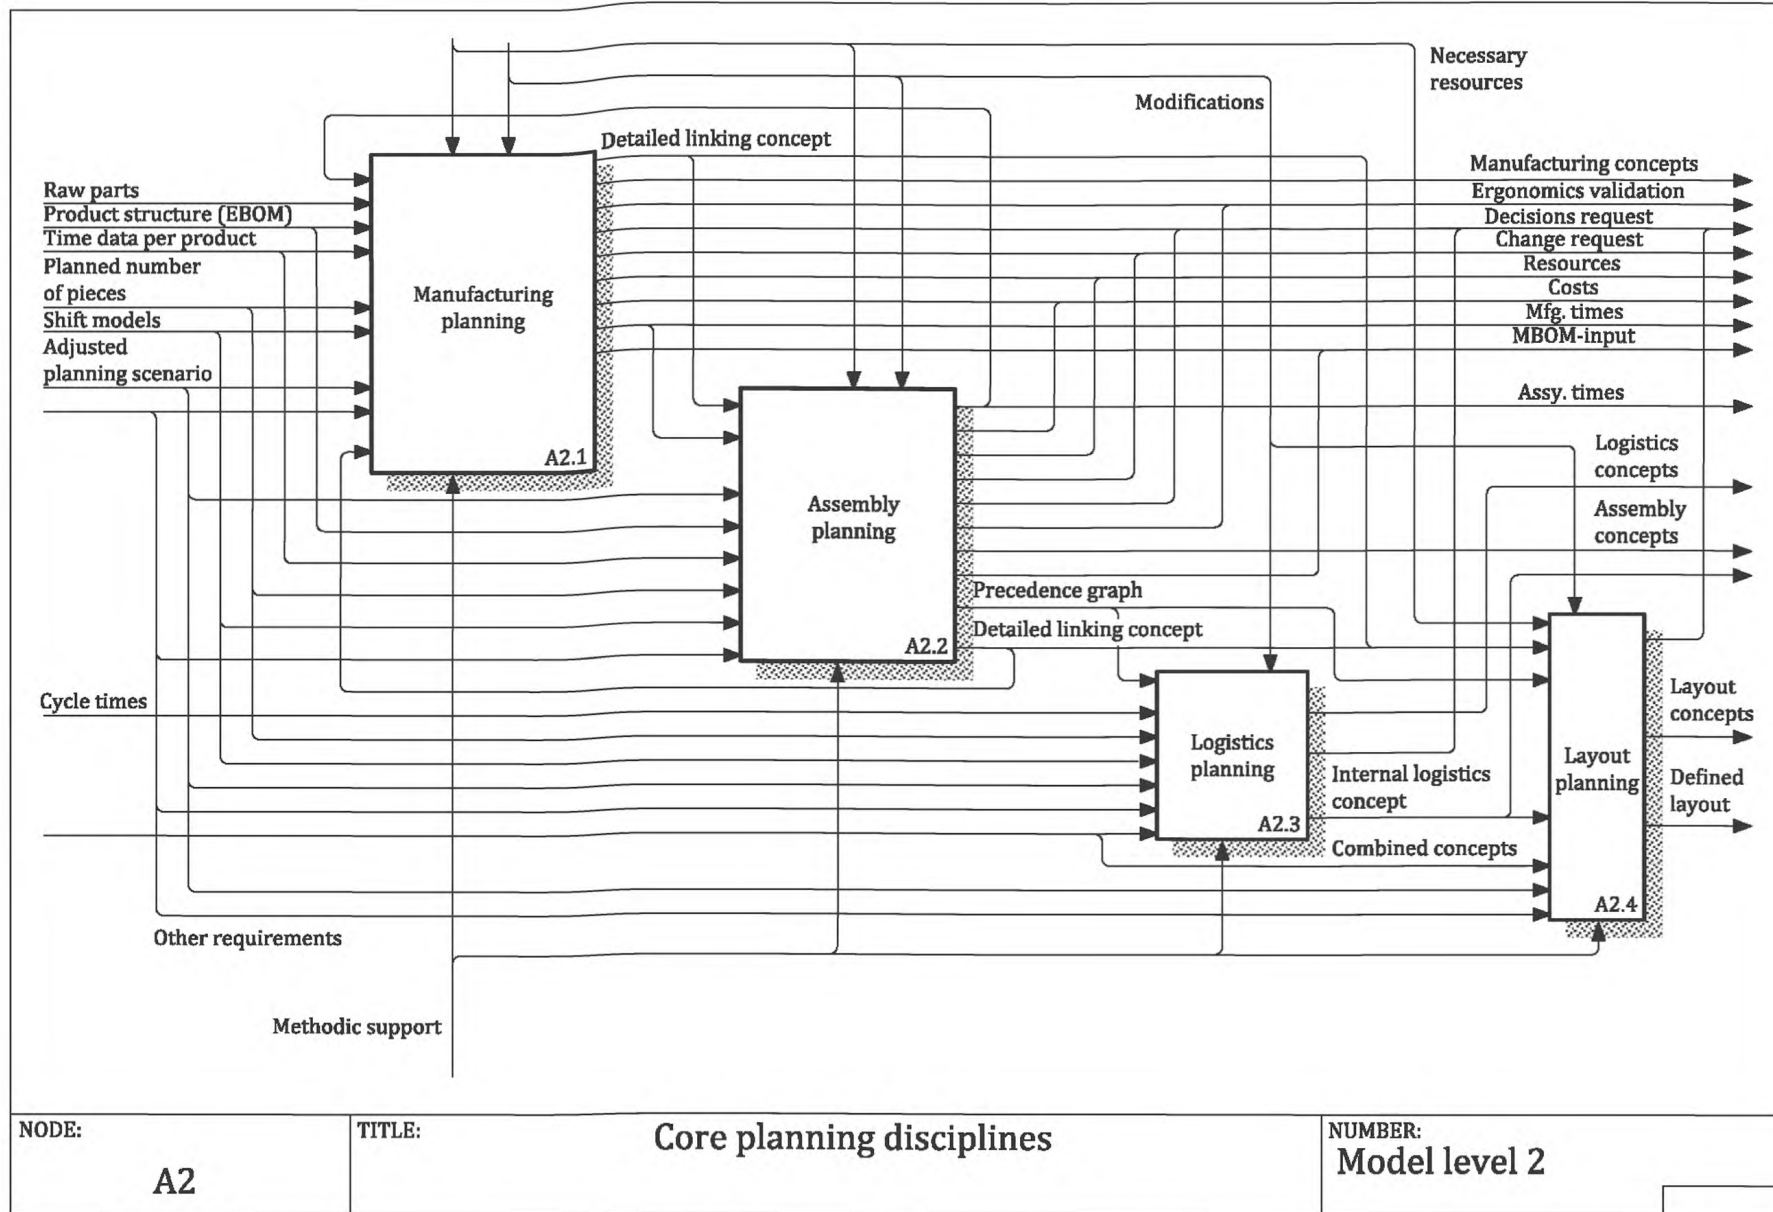 Necessary
resources
Modifications
Detailed linking concept
Manufacturing concepts
Raw parts
Ergonomics validation
Product structure (EBOM)
Decisions request
Time data per product
Change request
Planned number
of pieces
Resources
Manufacturing
planning
Costs
Shift models
Mfg. times
Adjusted
planning scenario
MBOM-input
Assy. times
A2.1
Logistics
concepts
Assembly
planning
Assembly
concepts
Precedence graph
Detailed linking concept
A2.2
Cycle times
Layout
concepts
Logistics
planning
Layout
planning
Internal logistics
concept
Defined
layout
A2.3
Combined concepts
A2.4
Other requirements
Methodic support
NODE:
A2
TITLE:
Core planning disciplines
NUMBER:
Model level 2